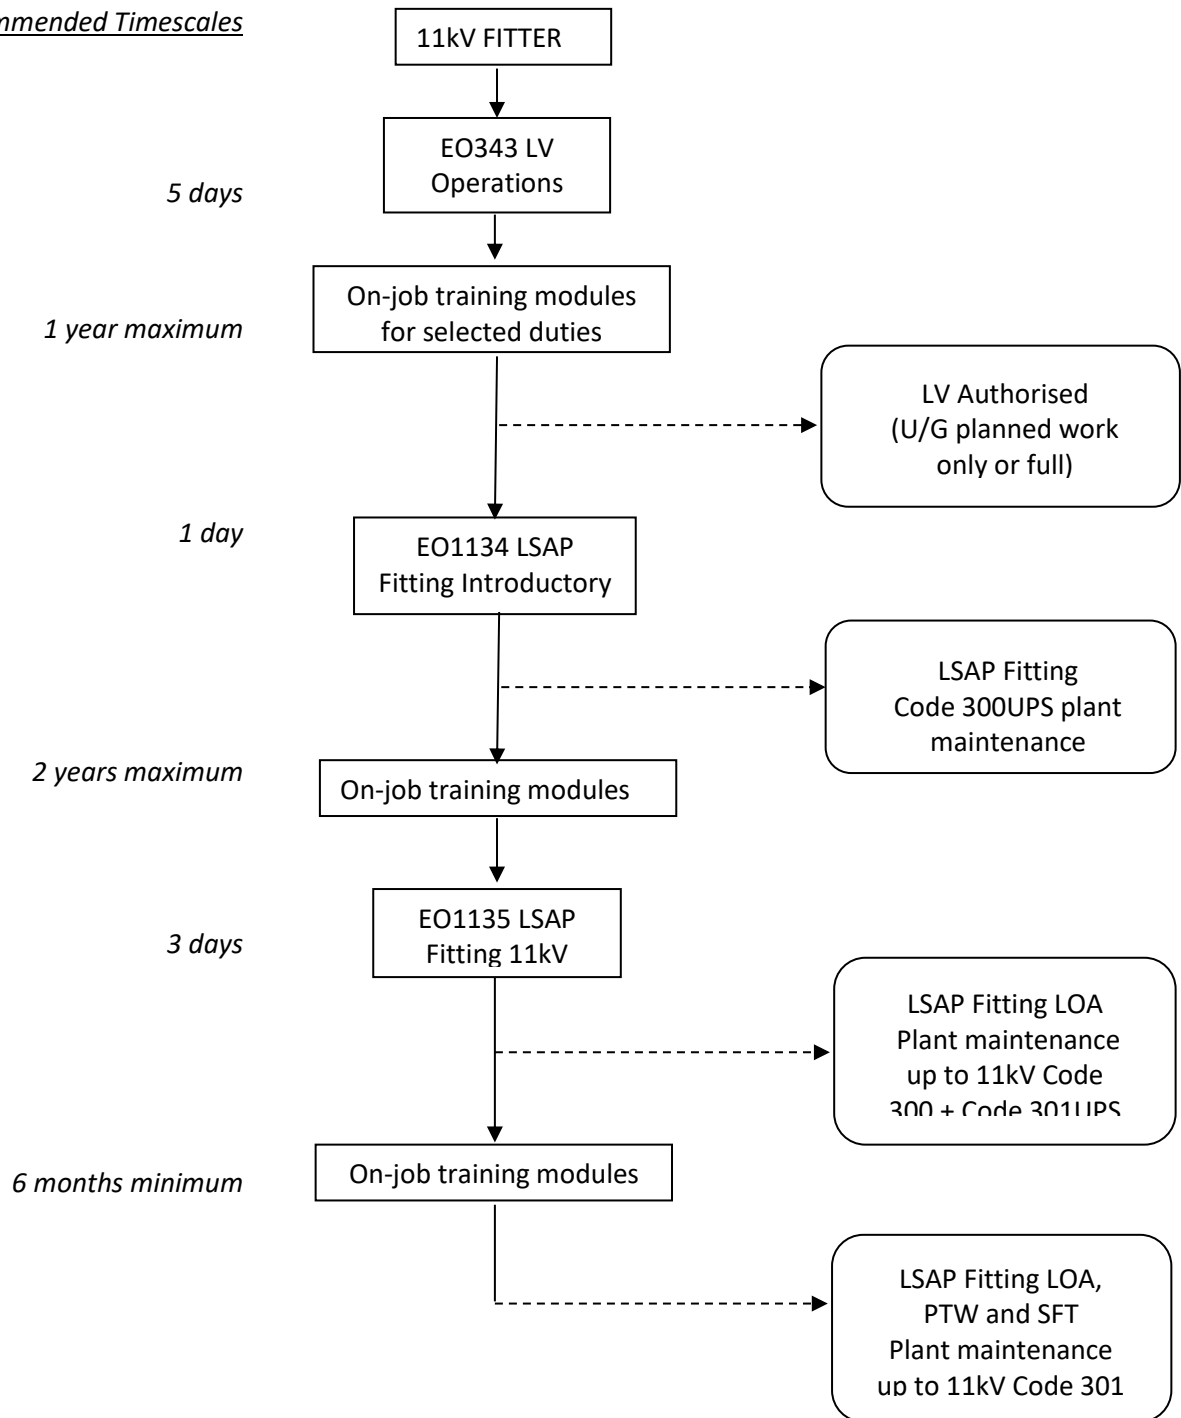 mmended Timescales
11kV FITTER
EO343 LV
Operations
5 days
On-job training modules
for selected duties
1 year maximum
LV Authorised
(U/G planned work
only or full)
1 day
EO1134 LSAP
Fitting Introductory
LSAP Fitting
Code 300UPS plant
maintenance
2 years maximum
On-job training modules
EO1135 LSAP
Fitting 11kV
3 days
LSAP Fitting LOA
Plant maintenance
up to 11kV Code
300 + Code 301UPS
On-job training modules
6 months minimum
LSAP Fitting LOA,
PTW and SFT
Plant maintenance
up to 11kV Code 301